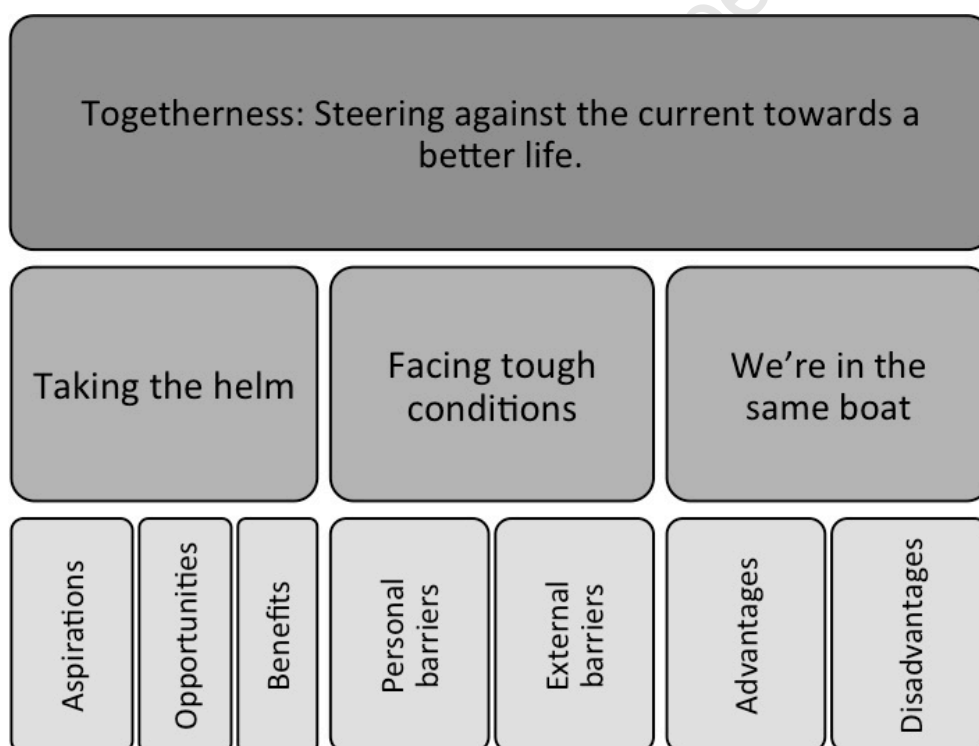 Togetherness: Steering against the current towards a
better life.
Taking the helm
Facing tough
conditions
We're in the
same boat
Aspirations
Opportunities
Benefits
Personal
barriers
External
barriers
Advantages
Disadvantages